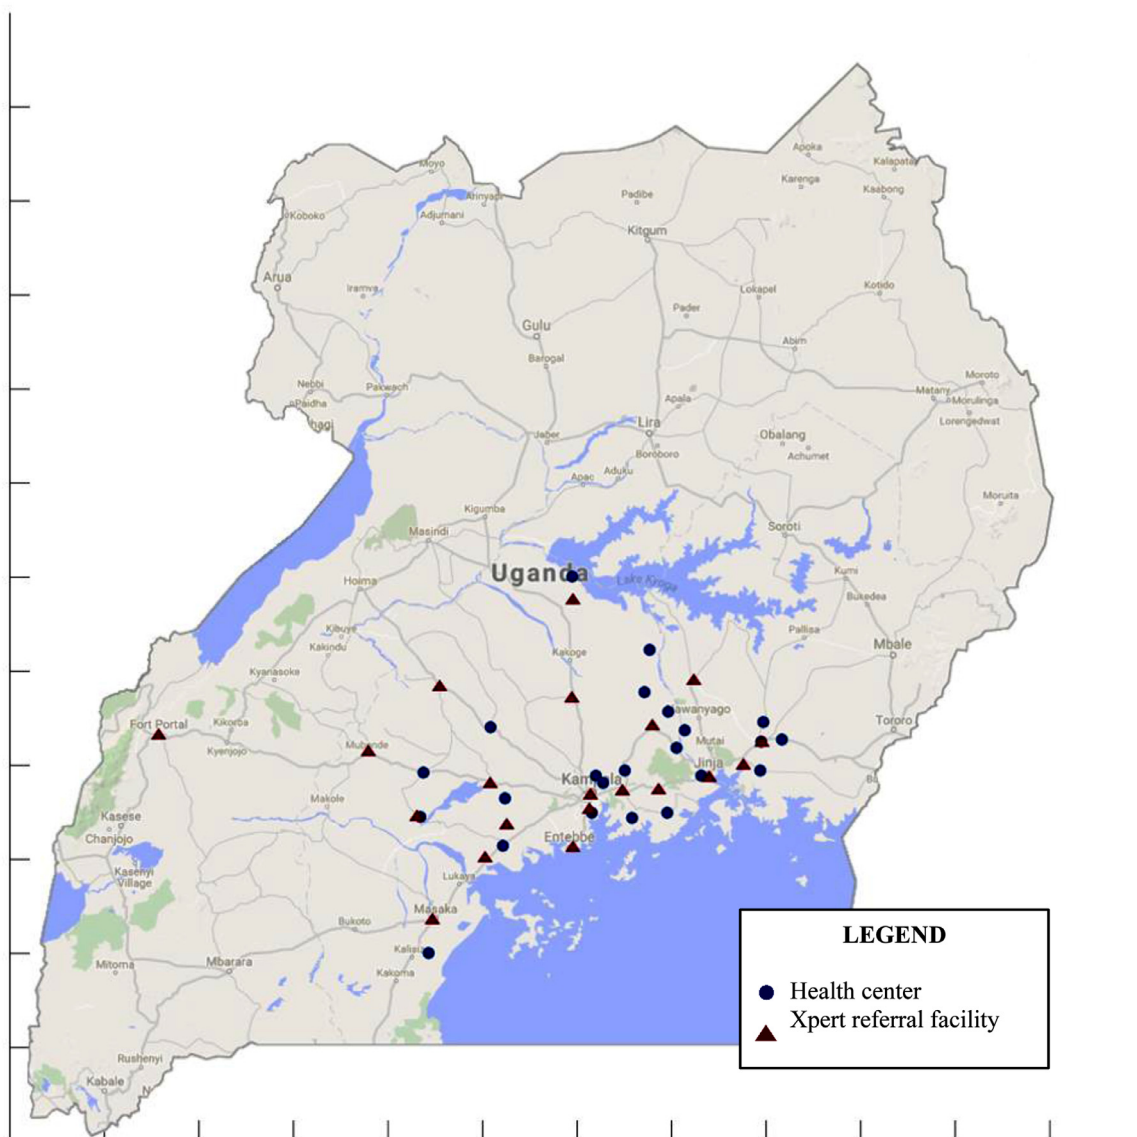 Apoka
Kalapata
Moyo
Karenga
Kaabong
Arinyapi
Padibe
Koboko
Adjumani
Kitgum
Arua
Kotido
Lokapel
Pader
Gulu
Abim
Barogal
Moroto
Nebbi
Pakwach
Matany
Morulinga
Apala
Paidha
Lorengedwat
Lira
Jaber
Obalang
Boroboro
Achumet
Aduku
Apac
Moruita
Kigumba
Soroti
Masindi
Uganda
Kumi
Hoima
Lake Kyoga
Bukedea
Kibuye
Pallisa
Kakindu
Mbale
Kakoge
Kyanasoke
awanyago
Fort Portal
Kikorba
Tororo
Mutai
Kyenjojo
Mubende
Jinja
Kampala
Makole
Kasese
Chanjojo
Entebbe
Kasenyi
Village
Lukaya
Masaka
Bukoto
Kalisu
Mitoma
Mbarara
Kakoma
Rushenyi
Kabale
LEGEND
Health center
Xpert referral facility